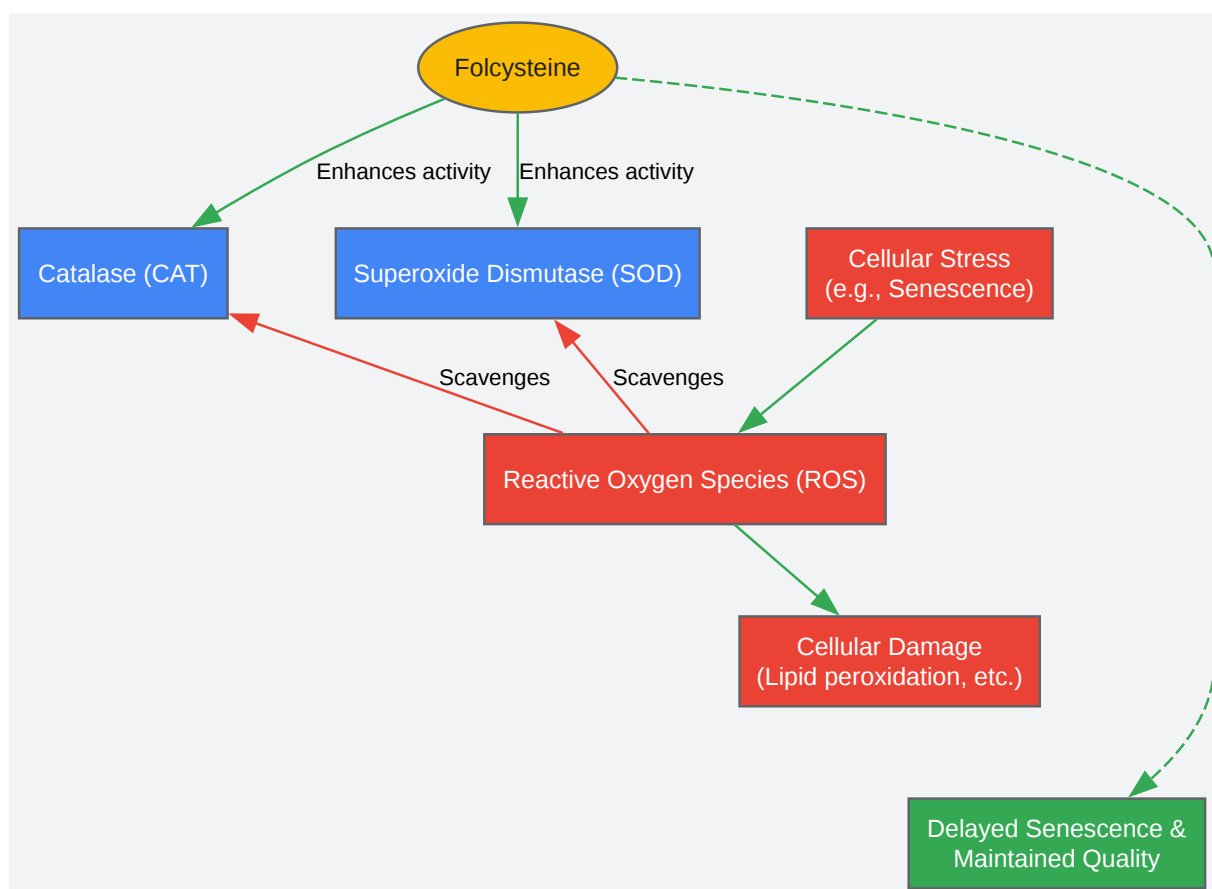 Folcysteine
Enhances activity
Enhances activity
Catalase (CAT)
Superoxide Dismutase (SOD)
Cellular Stress
(e.g., Senescence)
Scavenges
Scavenges
Reactive Oxygen Species (ROS)
Cellular Damage
(Lipid peroxidation, etc.)
Delayed Senescence &
Maintained Quality